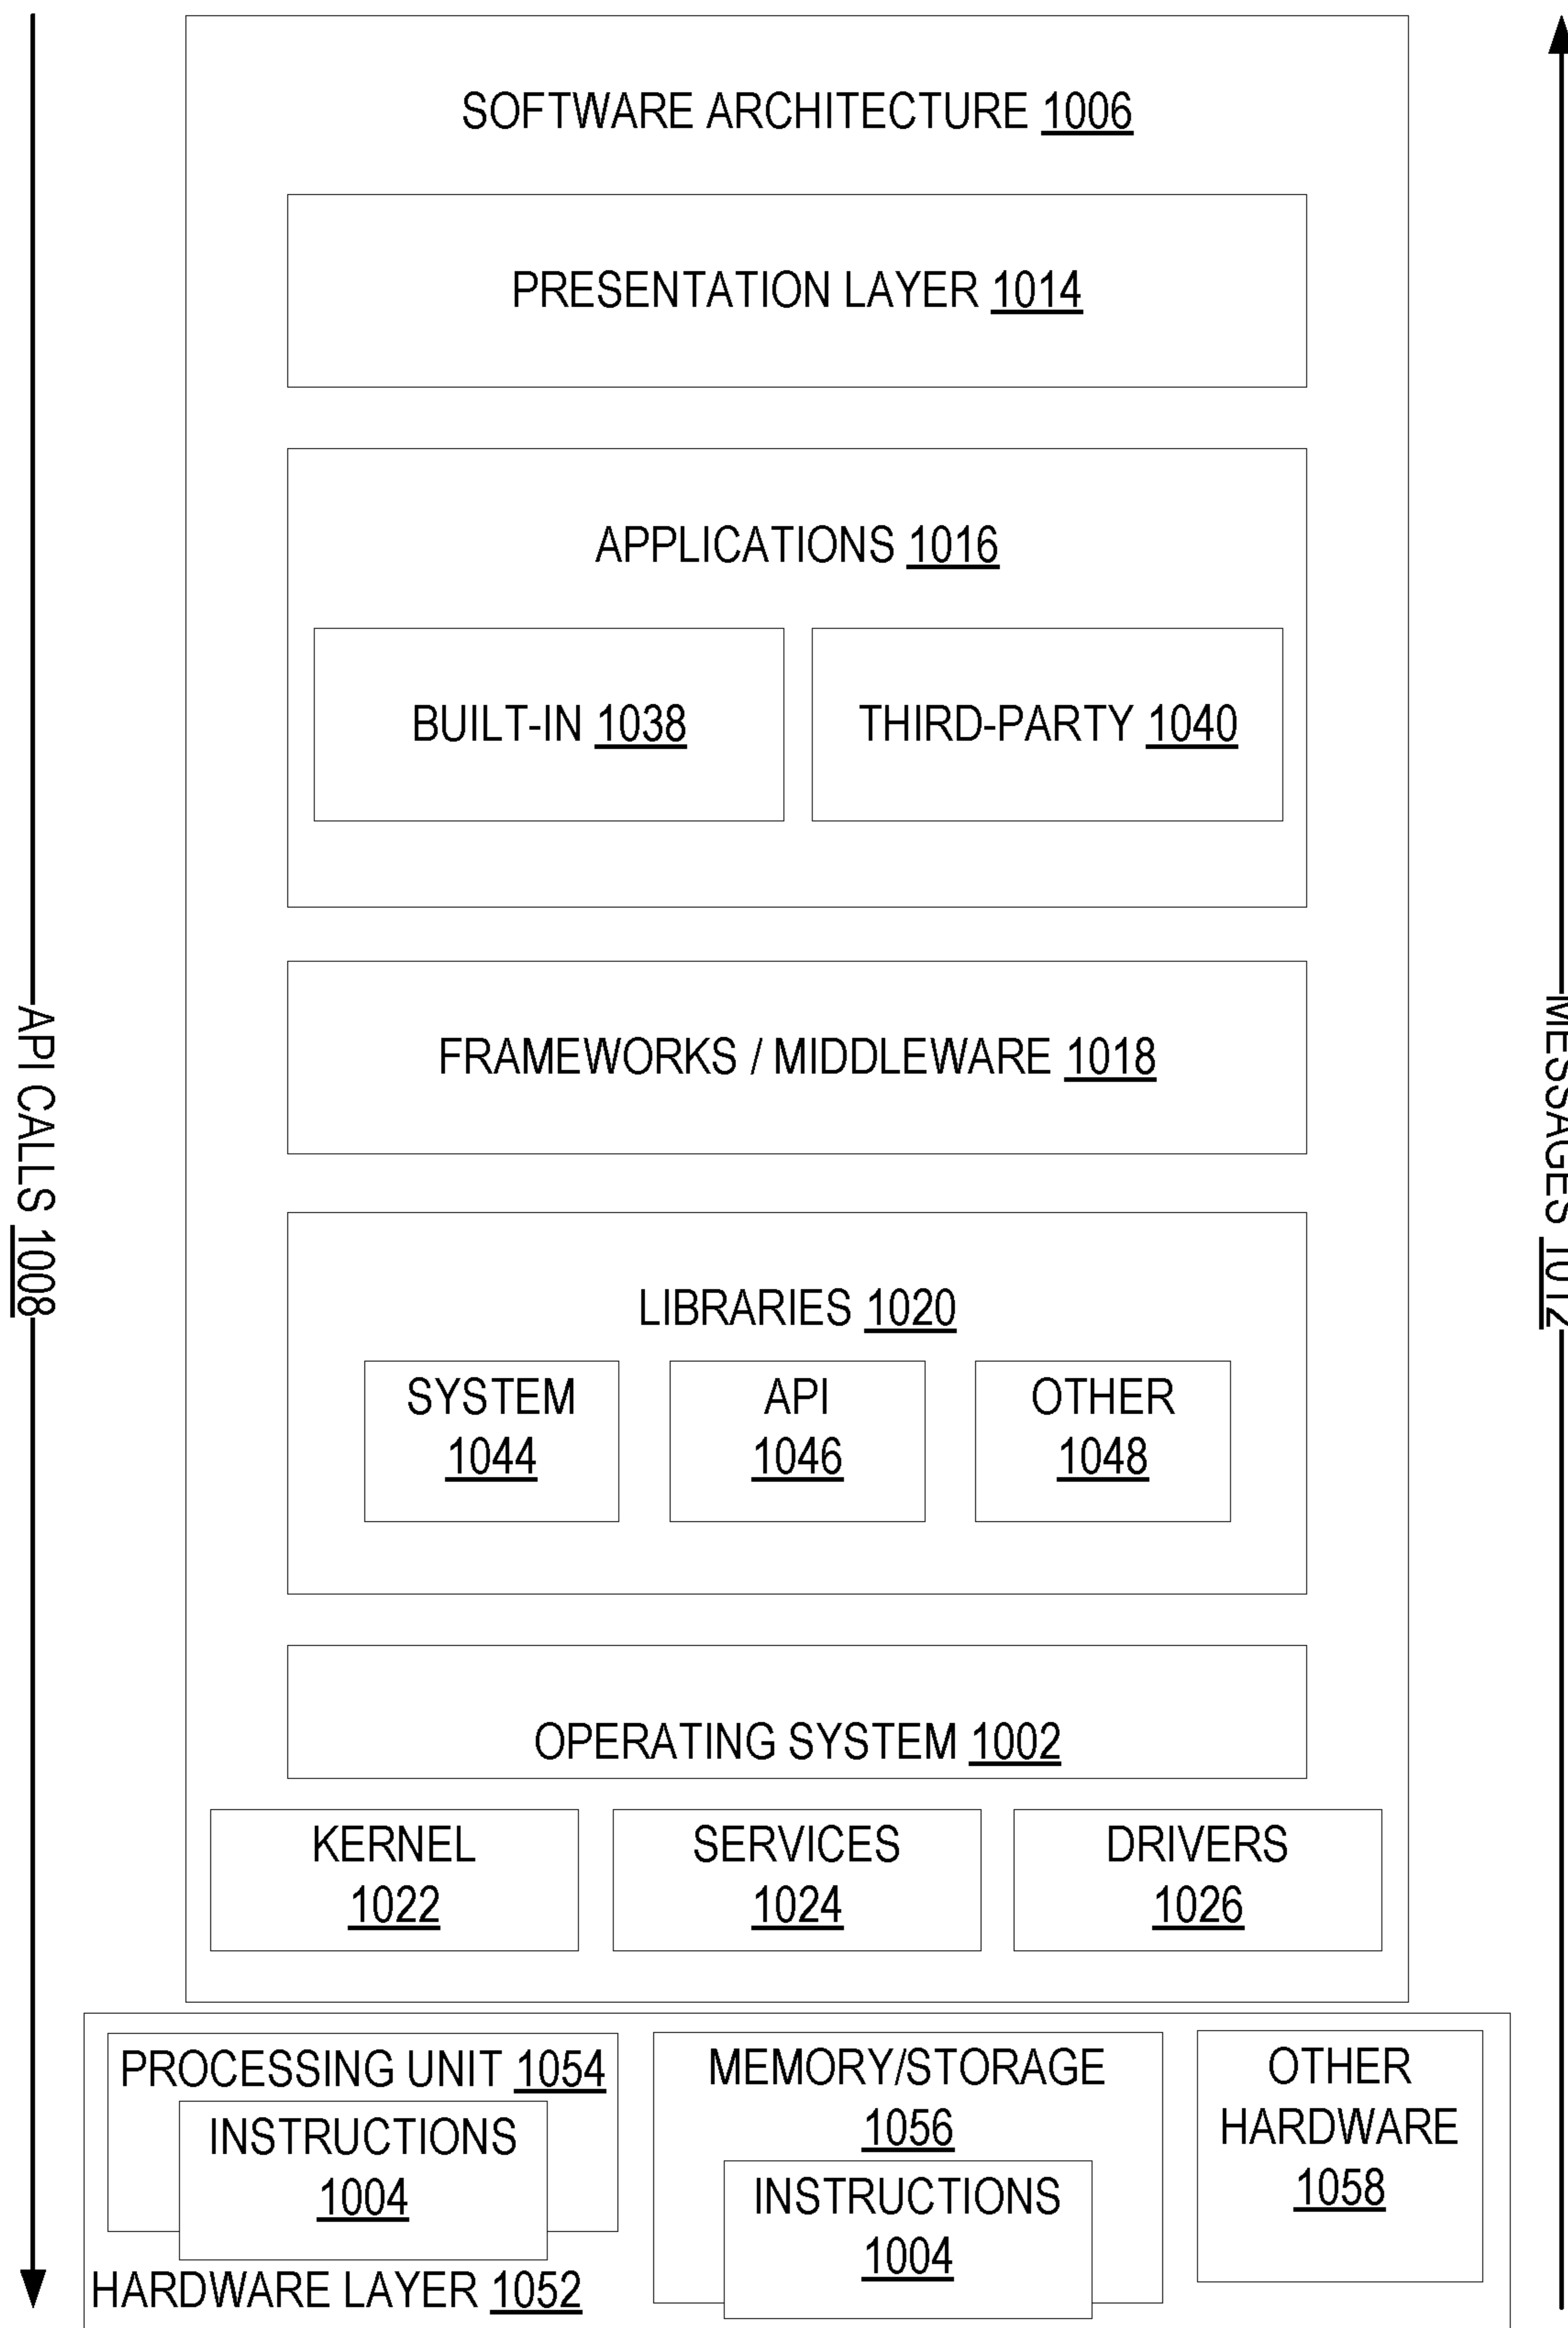 SOFTWARE ARCHITECTURE 1006
PRESENTATION LAYER 1014
APPLICATIONS 1016
BUILT-IN 1038
THIRD-PARTY 1040
FRAMEWORKS / MIDDLEWARE 1018
API CALLS 1008
MESSAGES 1012
LIBRARIES 1020
SYSTEM
1044
API
1046
OTHER
1048
OPERATING SYSTEM 1002
KERNEL
1022
SERVICES
1024
DRIVERS
1026
PROCESSING UNIT 1054
INSTRUCTIONS
1004
MEMORY/STORAGE
1056
INSTRUCTIONS
1004
OTHER
HARDWARE
1058
HARDWARE LAYER 1052